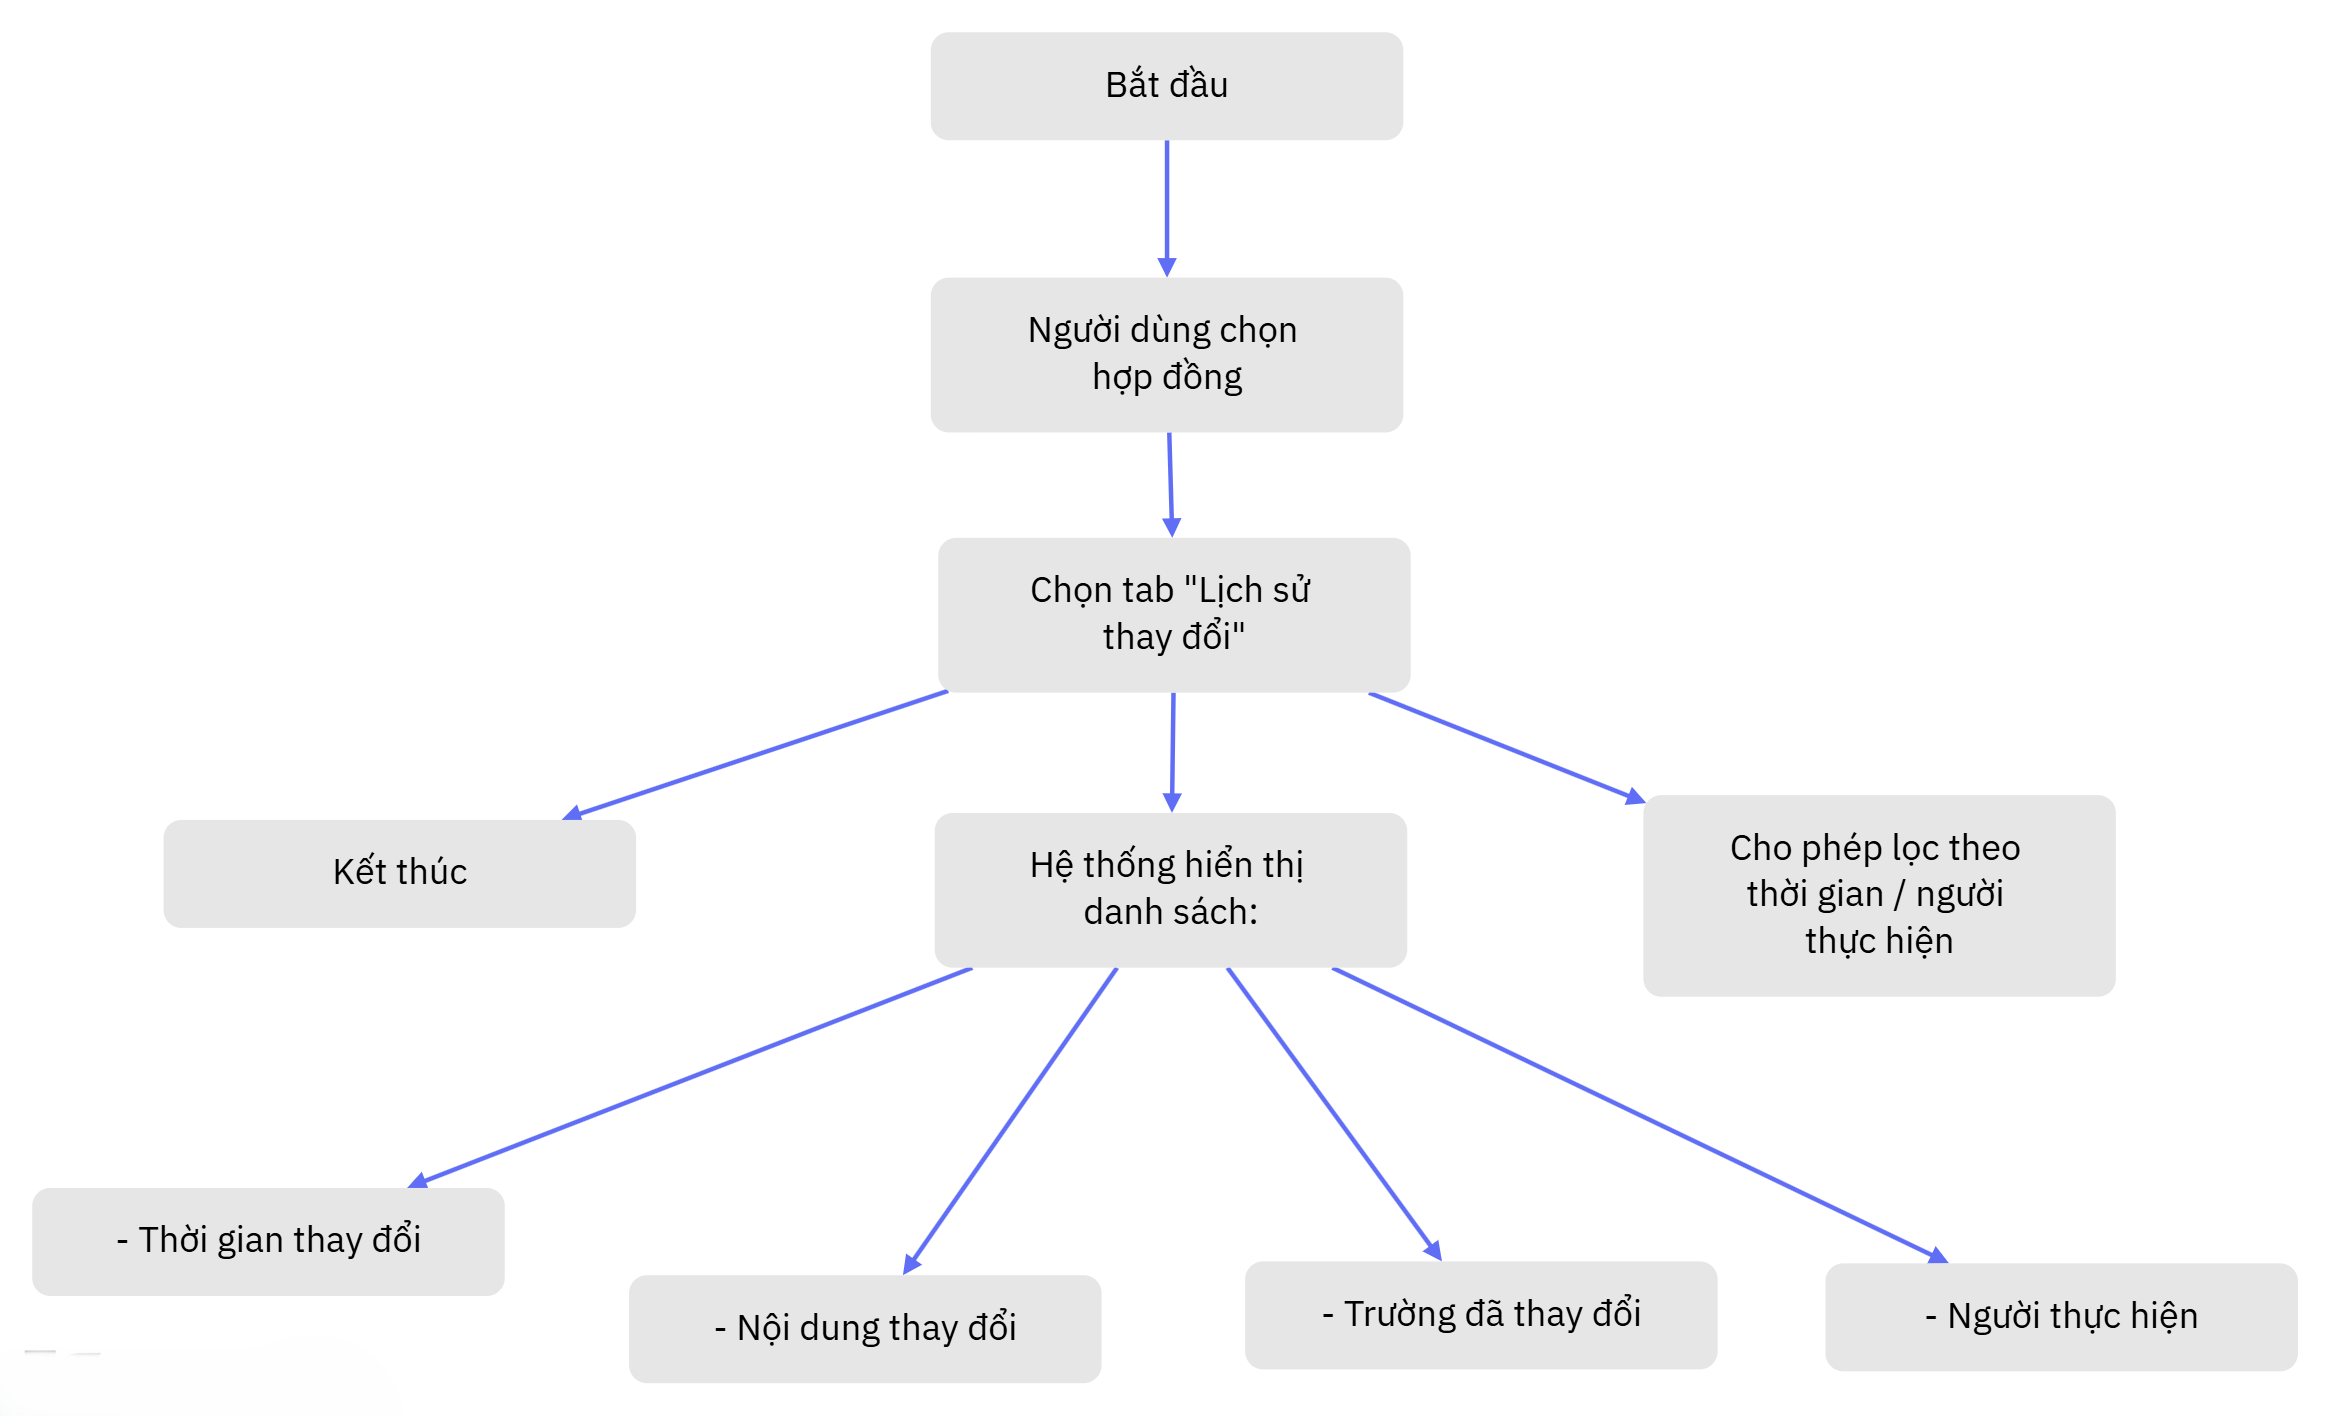 Bắt đầu
Người dùng chọn
hợp đồng
Chọn tab "Lịch sử
thay đổi"
Kết thúc
Hệ thống hiển thị
danh sách:
Cho phép lọc theo
thời gian / người
thực hiện
- Thời gian thay đổi
- Nội dung thay đổi
- Trường đã thay đổi
- Người thực hiện